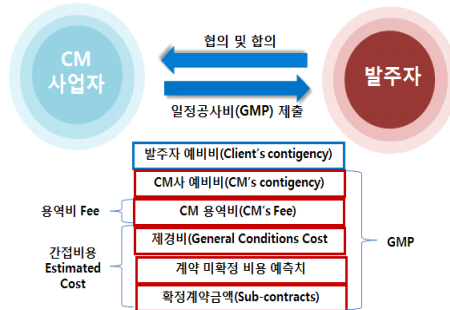 CM
사업자
협의 및 합의
일정공사비(GMP) 제출
발주자
발주자 예비비(Client's contigency)
CM사 예비비(CM's contigency)
용역비 Fee
CM 용역비(CM's Fee)
간접비용
Estimated
Cost
제경비(General Conditions Cost
계약 미확정 비용 예측치
확정계약금액(Sub-contracts)
GMP